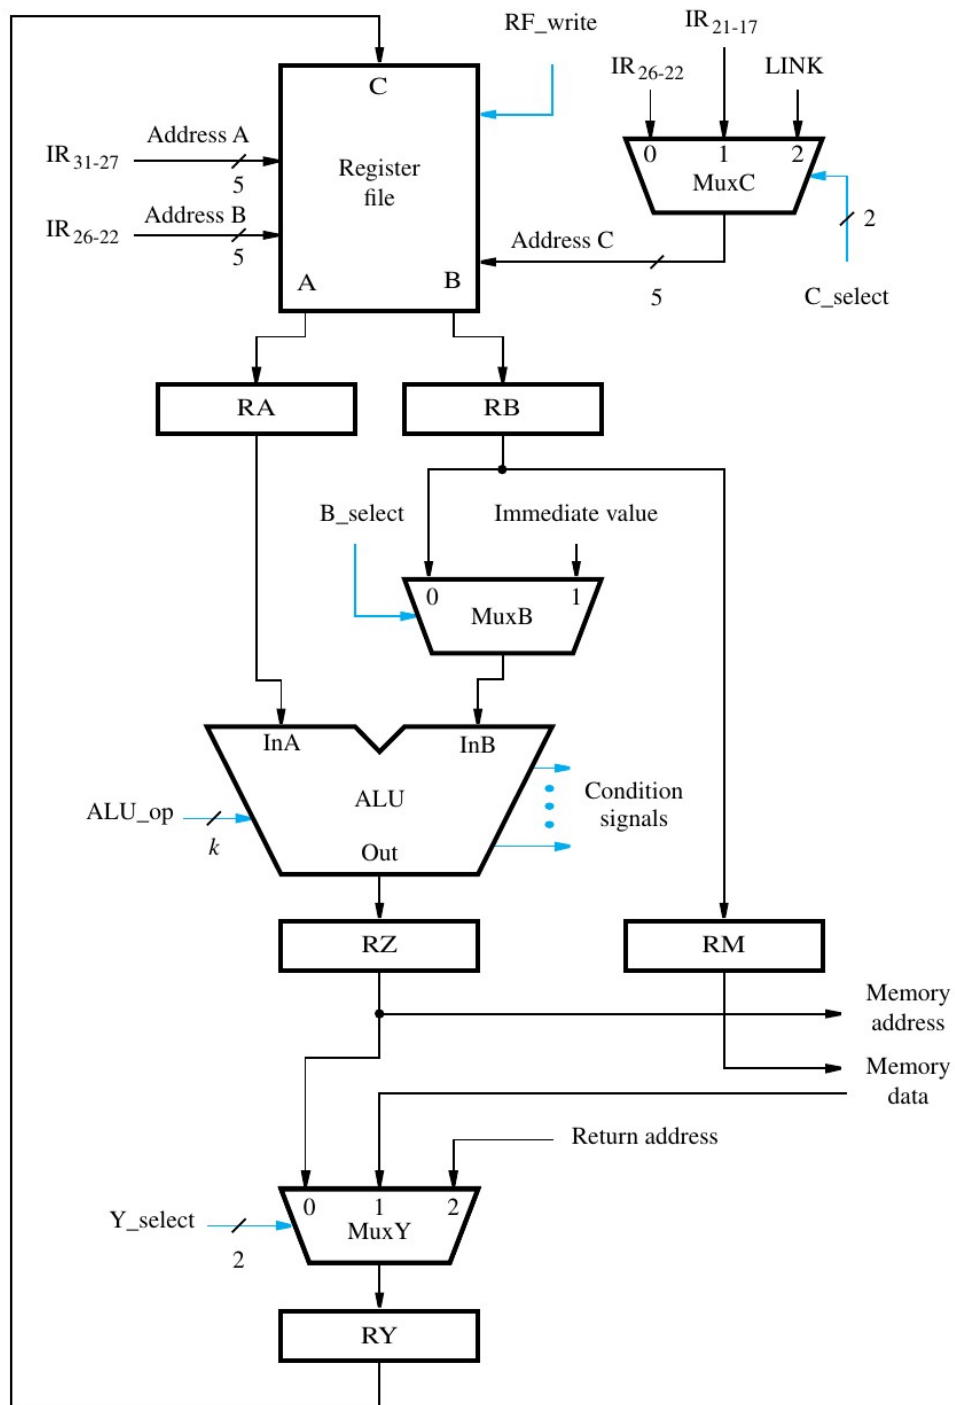 RF_write
IR21-17
IR26-22
LINK
C
0 1 2
MuxC
Address A
IR31-27
5
Register
file
2
Address B
IR26-22
5
Address C
5
C_select
A
B
RA
RB
B_select
Immediate value
0 1
MuxB
InA
InB
ALU
ALU_op
k
Condition
signals
Out
RZ
RM
Memory
address
Memory
data
Return address
0 1 2
MuxY
Y_select
2
RY